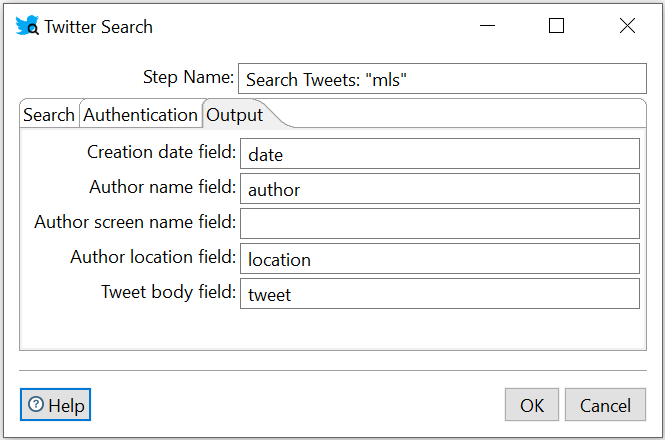 Twitter Search
Step Name: Search Tweets: "mls"
Search Authentication Output
Creation date field: date
Author name field: author
Author screen name field:
Author location field: location
Tweet body field: tweet
Help OK Cancel